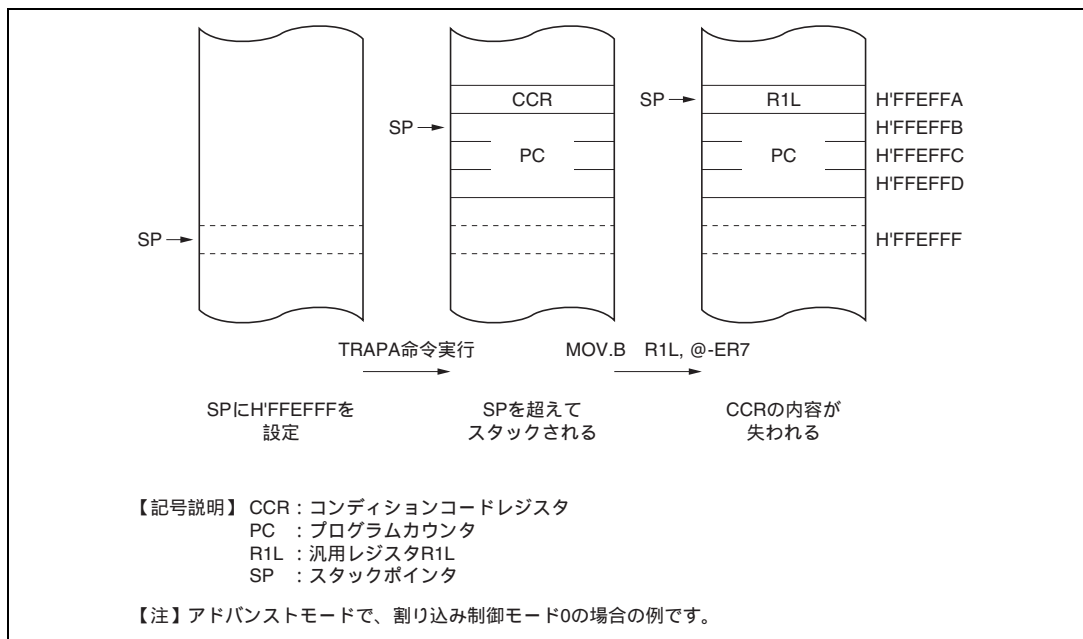 CCR
SP
R1L
H'FFEFFA
SP
H'FFEFFB
PC
PC
H'FFEFFC
H'FFEFFD
SP
H'FFEFFF
TRAPA命令実行
MOV.B R1L, @-ER7
SPにH'FFEFFFを
設定
SPを超えて
スタックされる
CCRの内容が
失われる
【記号説明】 CCR : コンディションコードレジスタ
PC : プログラムカウンタ
R1L : 汎用レジスタR1L
SP : スタックポインタ
【注】アドバンストモードで、割り込み制御モード0の場合の例です。